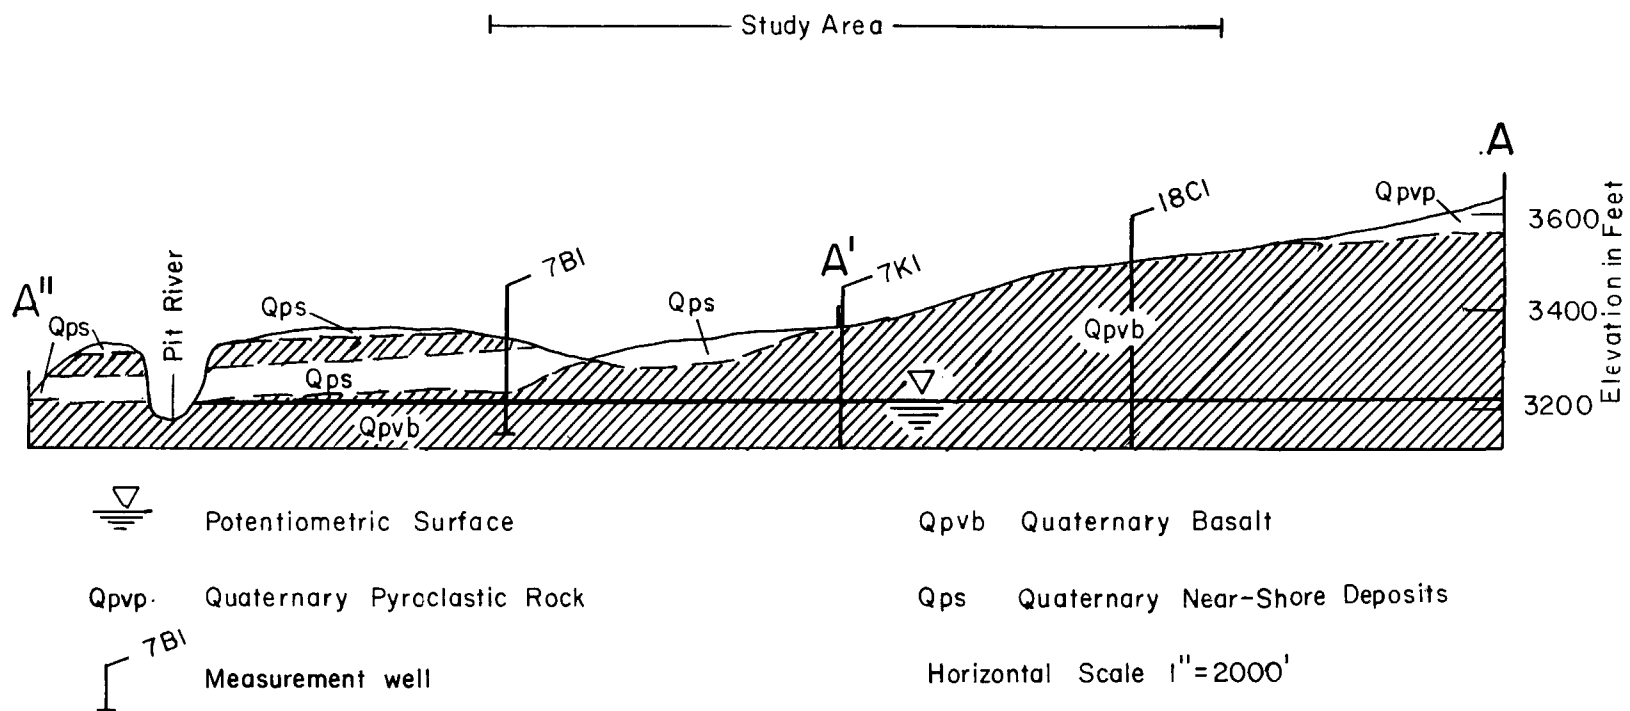 Study Area
A
Qpvp
3600
18C1
A'
7K1
7B1
Pit River
A"
Qps
Qps
Qps
3400
Qpvb
Elevation in Feet
Qps
3200
Qpvb
Potentiometric Surface
Qpvb Quaternary Basalt
Qpvp. Quaternary Pyroclastic Rock
Qps Quaternary Near-Shore Deposits
7B1
Measurement well
Horizontal Scale 1"=2000'